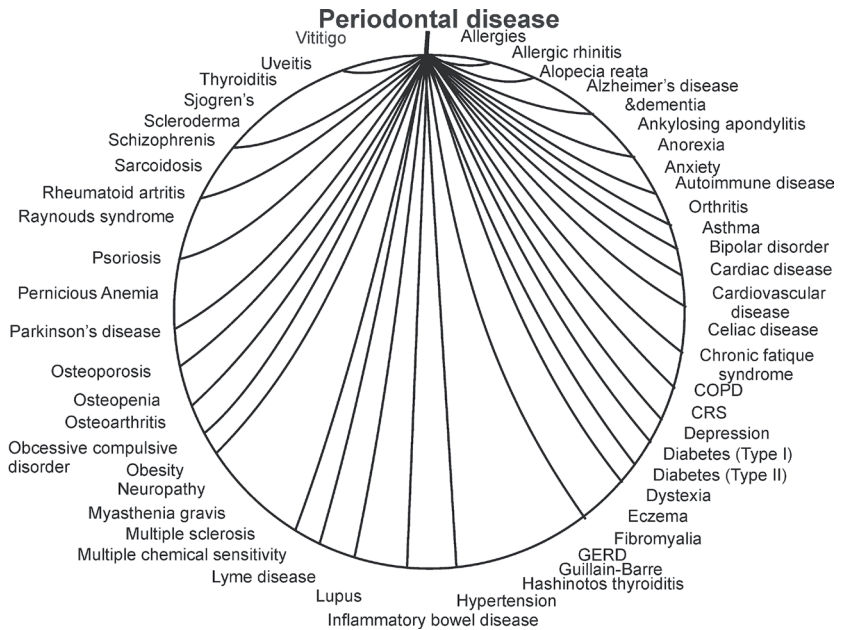 Periodontal disease
Allergies
Allergic rhinitis
Alopecia reata
Alzheimer's disease
&dementia
Ankylosing apondylitis
Anorexia
Anxiety
Autoimmune disease
Orthritis
Asthma
Bipolar disorder
Cardiac disease
Cardiovascular
disease
Celiac disease
Chronic fatique
syndrome
COPD
CRS
Depression
Diabetes (Type I)
Diabetes (Type II)
Dystexia
Eczema
Fibromyalia
GERD
Guillain-Barre
Hashinotos thyroiditis
Hypertension
Inflammatory bowel disease
Lupus
Lyme disease
Multiple chemical sensitivity
Multiple sclerosis
Myasthenia gravis
Neuropathy
Obesity
Obcessive compulsive
disorder
Osteoarthritis
Osteopenia
Osteoporosis
Parkinson's disease
Pernicious Anemia
Psoriosis
Raynouds syndrome
Rheumatoid artritis
Sarcoidosis
Schizophrenis
Scleroderma
Sjogren's
Thyroiditis
Uveitis
Vititigo